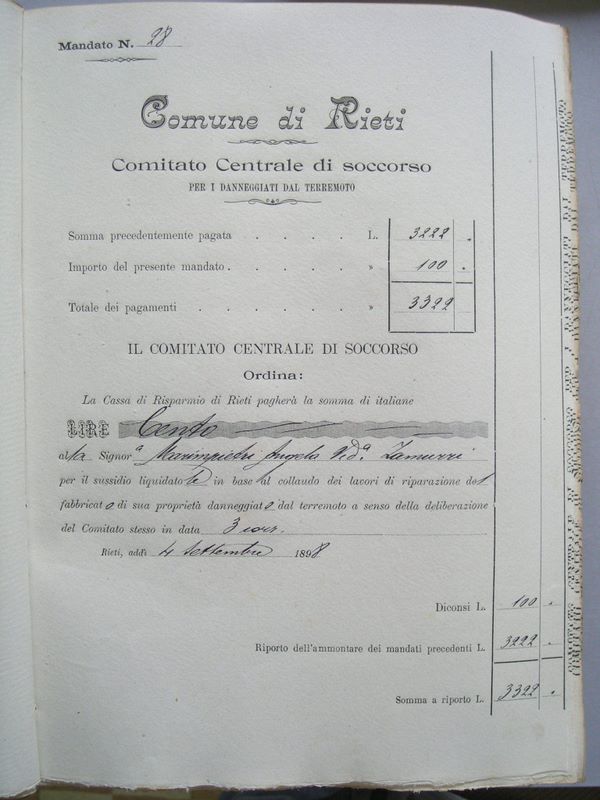 Mandato N. 28
Comune di Rieti
Comitato Centrale di soccorso
PER I DANNEGGIATI DAL TERREMOTO
Somma precedentemente pagata . . . . L. 3222 .
Importo del presente mandato . . . . . » 100 .
Totale dei pagamenti . . . . . . » 3322
IL COMITATO CENTRALE DI SOCCORSO
Ordina:
La Cassa di Risparmio di Rieti pagherà la somma di italiane
LIRE Cento
alla Signora Marimpietri Angela Vda. Zamurri
per il sussidio liquidatole in base al collaudo dei lavori di riparazione del
fabbricato di sua proprietà danneggiato dal terremoto a senso della deliberazione
del Comitato stesso in data 3 corr.
Rieti, addì 4 Settembre 1898
Diconsi L. 100 .
Riporto dell'ammontare dei mandati precedenti L. 3222 .
Somma a riporto L. 3322 .